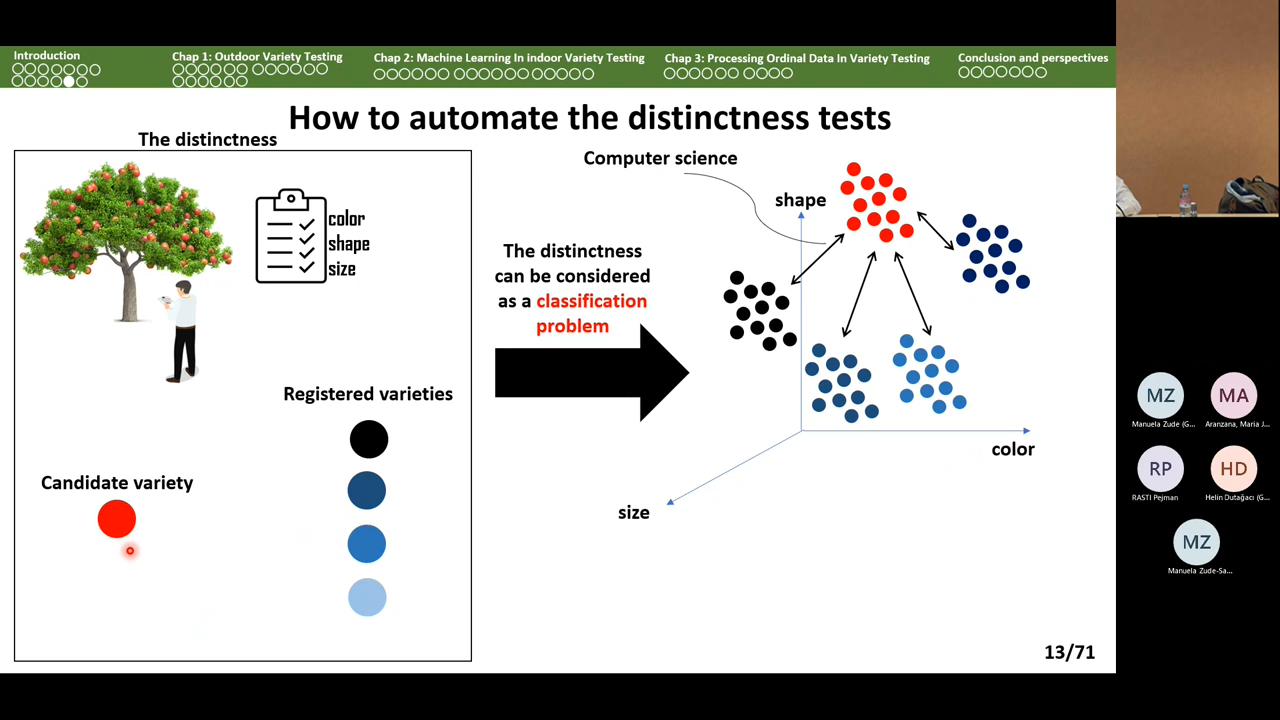 Introduction
Chap 1: Outdoor Variety Testing
Chap 2: Machine Learning In indoor Variety Testing
Chap 3: Processing Ordinal Data In Variety Testing
Conclusion and perspectives
How to automate the distinctness tests
The distinctness
color
shape
size
Registered varieties
Candidate variety
The distinctness
can be considered
as a classification
problem
Computer science
shape
color
size
13/71
MZ
Manuela Zude (G...
MA
Aranzana, Maria J...
RP
RASTI Pejman
HD
Helin Dutağacı (G...
MZ
Manuela Zude-Sa...